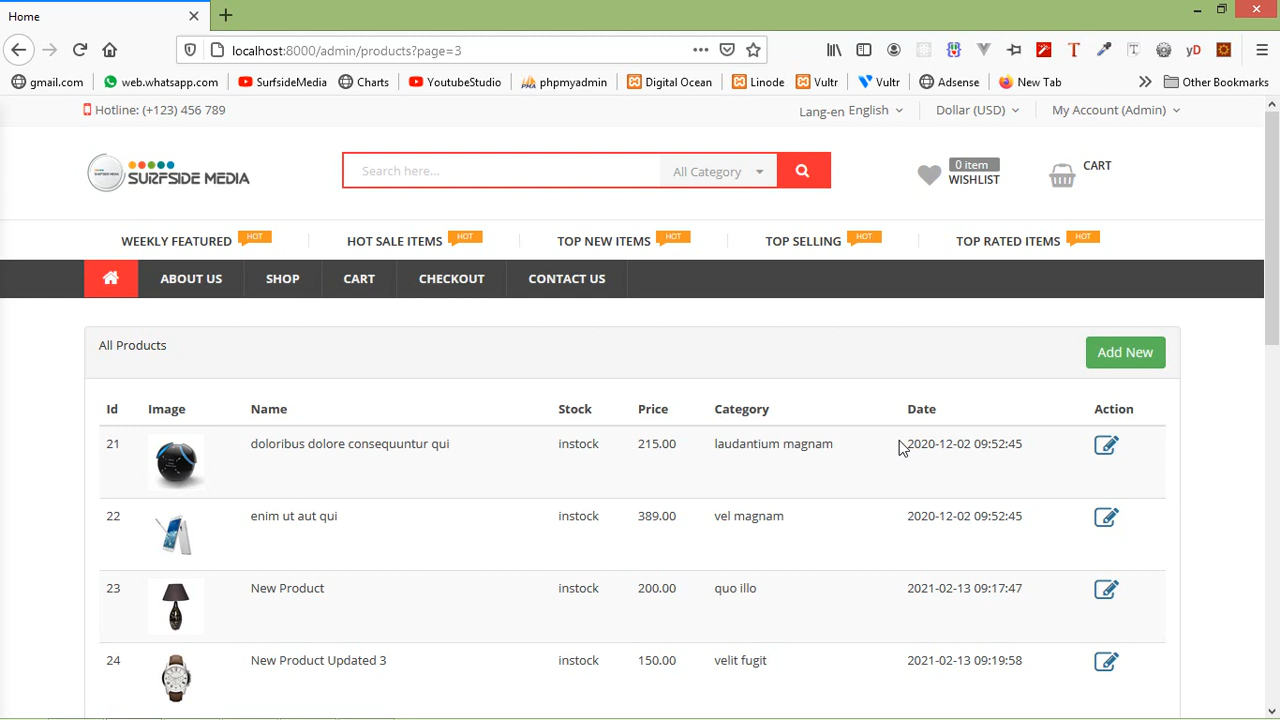 Home
localhost:8000/admin/products?page=3
gmail.com web.whatsapp.com SurfsideMedia Charts YoutubeStudio phpmyadmin Digital Ocean Linode Vultr Vultr Adsense New Tab Other Bookmarks
Hotline: (+123) 456 789 Lang-en English Dollar (USD) My Account (Admin)
SURFSIDE MEDIA Search here... All Category 0 item WISHLIST CART
WEEKLY FEATURED HOT HOT SALE ITEMS HOT TOP NEW ITEMS HOT TOP SELLING HOT TOP RATED ITEMS HOT
ABOUT US SHOP CART CHECKOUT CONTACT US
All Products Add New
Id Image Name Stock Price Category Date Action
21 doloribus dolore consequuntur qui instock 215.00 laudantium magnam 2020-12-02 09:52:45
22 enim ut aut qui instock 389.00 vel magnam 2020-12-02 09:52:45
23 New Product instock 200.00 quo illo 2021-02-13 09:17:47
24 New Product Updated 3 instock 150.00 velit fugit 2021-02-13 09:19:58